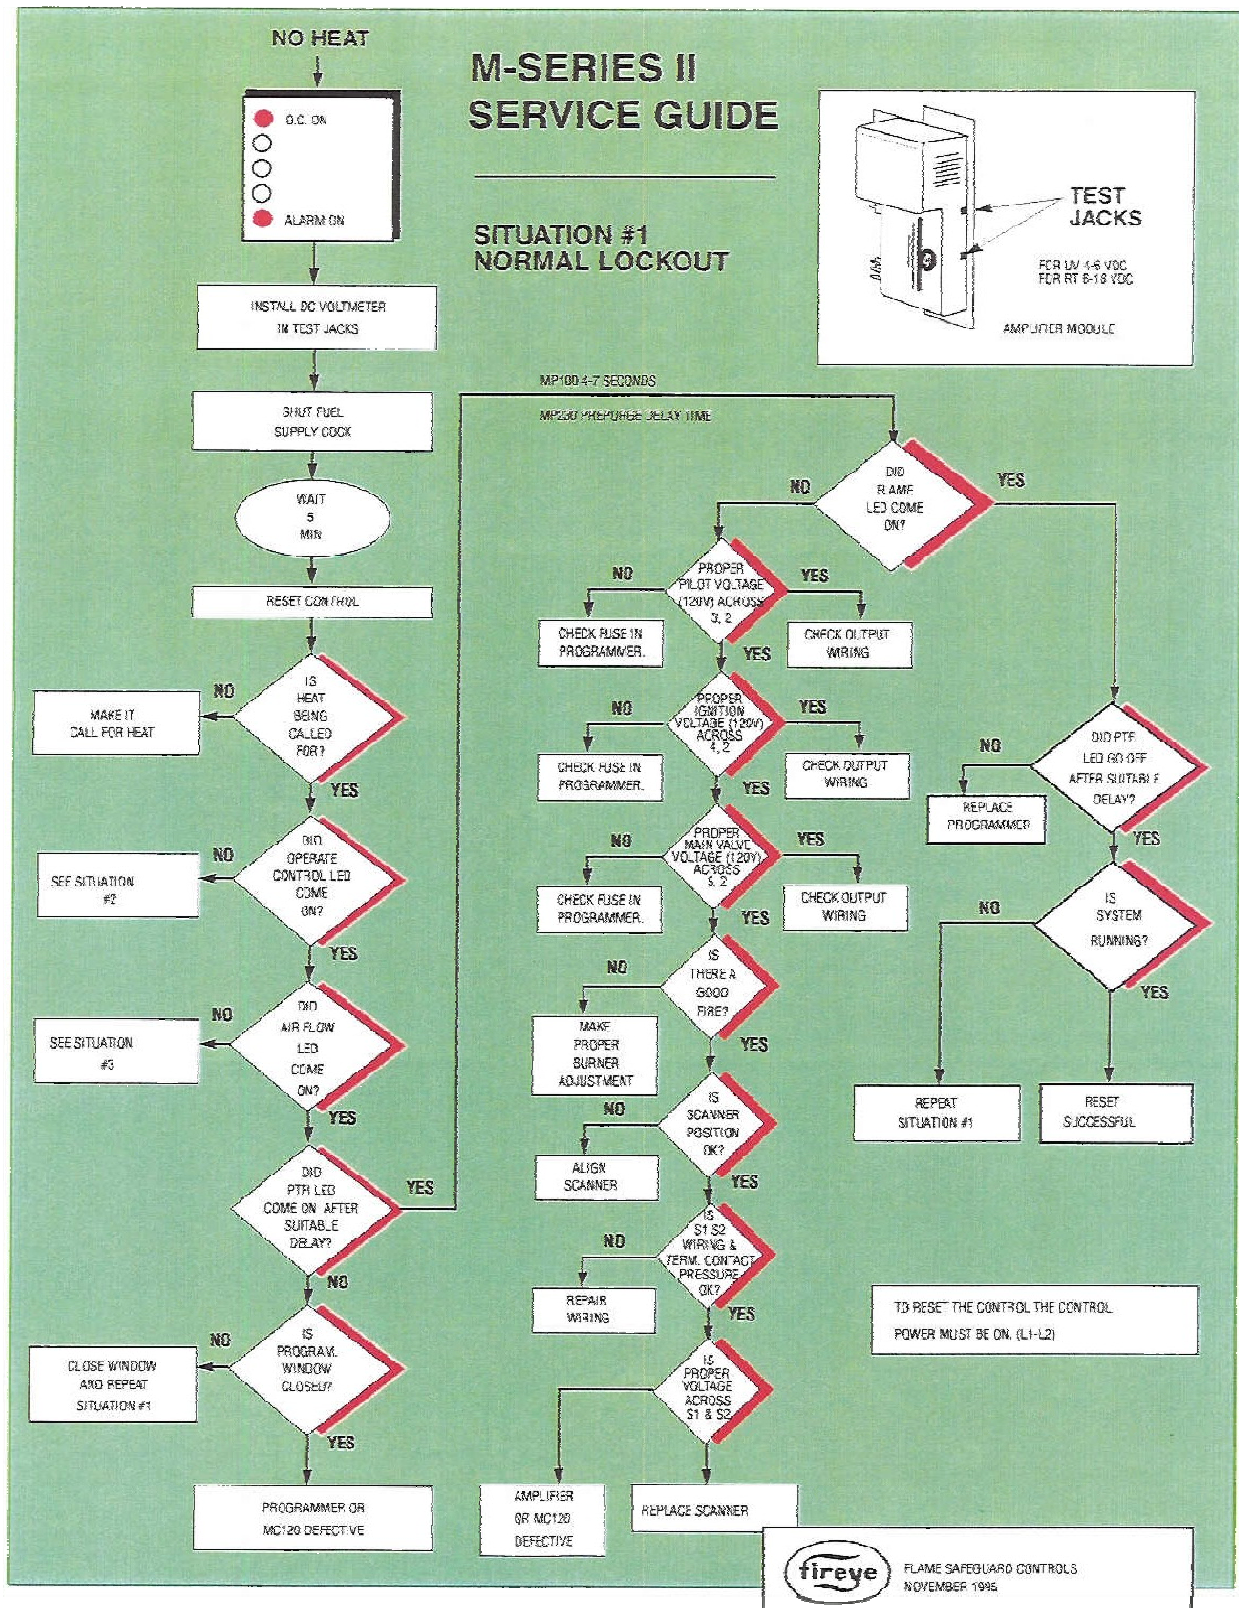 NO HEAT
O.C. ON
ALARM ON
M-SERIES II
SERVICE GUIDE
SITUATION #1
NORMAL LOCKOUT
TEST
JACKS
FOR UV 4-6 VDC
FOR RT 6-18 VDC
AMPLIFIER MODULE
INSTALL DC VOLTMETER
IN TEST JACKS
SHUT FUEL
SUPPLY COCK
WAIT
5
MIN
RESET CONTROL
IS
HEAT
BEING
CALLED
FOR?
NO
MAKE IT
CALL FOR HEAT
YES
DID
OPERATE
CONTROL LED
COME
ON?
NO
SEE SITUATION
#2
YES
DID
AIR FLOW
LED
COME
ON?
NO
SEE SITUATION
#3
YES
DID
PTR LED
COME ON AFTER
SUITABLE
DELAY?
YES
NO
IS
PROGRAM.
WINDOW
CLOSED?
NO
CLOSE WINDOW
AND REPEAT
SITUATION #1
YES
PROGRAMMER OR
MC120 DEFECTIVE
MP100 4-7 SECONDS
MP230 PREPURGE DELAY TIME
DID
FLAME
LED COME
ON?
NO
YES
PROPER
PILOT VOLTAGE
(120V) ACROSS
3, 2
NO
CHECK FUSE IN
PROGRAMMER.
YES
CHECK OUTPUT
WIRING
YES
PROPER
IGNITION
VOLTAGE (120V)
ACROSS
4, 2
NO
CHECK FUSE IN
PROGRAMMER.
YES
CHECK OUTPUT
WIRING
YES
PROPER
MAIN VALVE
VOLTAGE (120V)
ACROSS
5, 2
NO
CHECK FUSE IN
PROGRAMMER.
YES
CHECK OUTPUT
WIRING
YES
IS
THERE A
GOOD
FIRE?
NO
MAKE
PROPER
BURNER
ADJUSTMENT
YES
IS
SCANNER
POSITION
OK?
NO
ALIGN
SCANNER
YES
IS
S1 S2
WIRING &
TERM. CONTACT
PRESSURE
OK?
NO
REPAIR
WIRING
YES
IS
PROPER
VOLTAGE
ACROSS
S1 & S2
AMPLIFIER
OR MC120
DEFECTIVE
REPLACE SCANNER
DID PTF
LED GO OFF
AFTER SUITABLE
DELAY?
NO
REPLACE
PROGRAMMER
YES
IS
SYSTEM
RUNNING?
NO
YES
REPEAT
SITUATION #1
RESET
SUCCESSFUL
TO RESET THE CONTROL THE CONTROL
POWER MUST BE ON. (L1-L2)
fireye
FLAME SAFEGUARD CONTROLS
NOVEMBER 1995